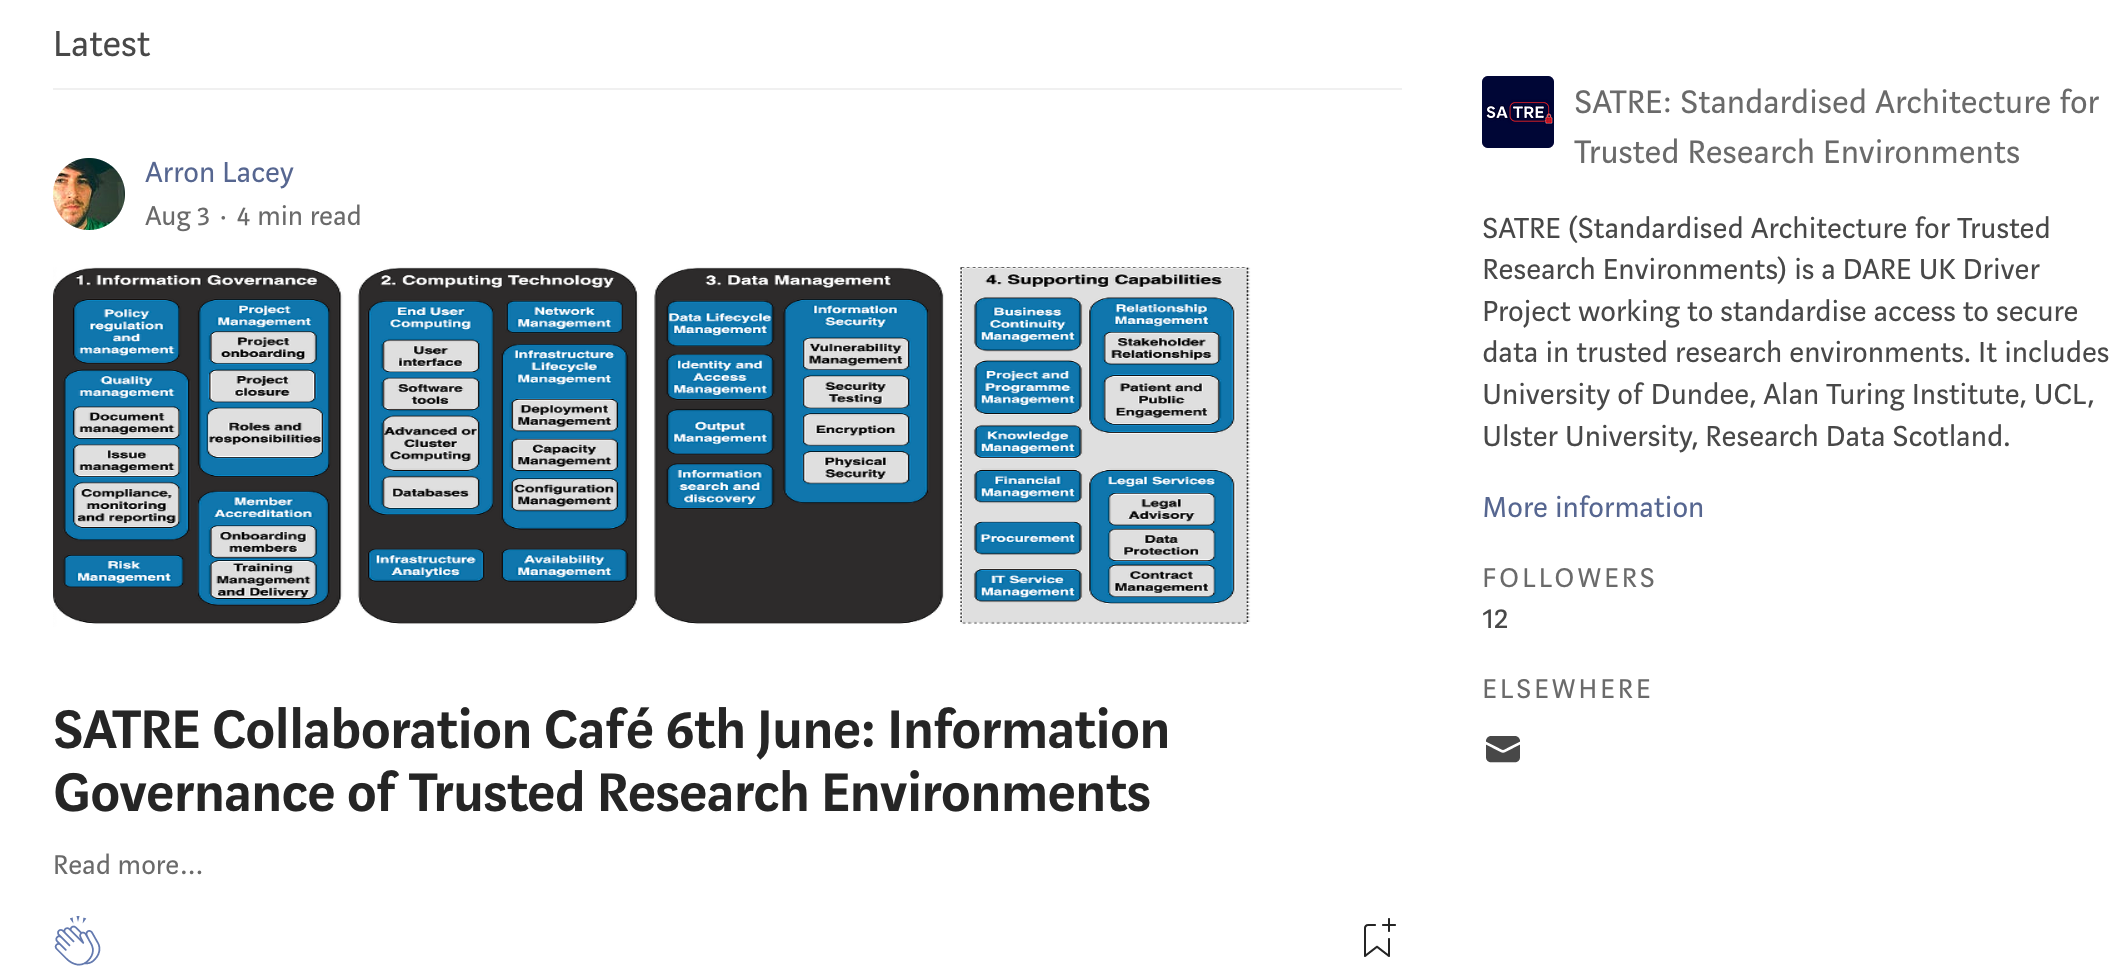 Latest
Arron Lacey
Aug 3 · 4 min read
1. Information Governance
Policy
regulation
and
management
Quality
management
Document
management
Issue
management
Compliance,
monitoring
and reporting
Risk
Management
Project
Management
Project
onboarding
Project
closure
Roles and
responsibilities
Member
Accreditation
Onboarding
members
Training
Management
and Delivery
2. Computing Technology
End User
Computing
User
interface
Software
tools
Advanced or
Cluster
Computing
Databases
Infrastructure
Analytics
Network
Management
Infrastructure
Lifecycle
Management
Deployment
Management
Capacity
Management
Configuration
Management
Availability
Management
3. Data Management
Data Lifecycle
Management
Identity and
Access
Management
Output
Management
Information
search and
discovery
Information
Security
Vulnerability
Management
Security
Testing
Encryption
Physical
Security
4. Supporting Capabilities
Business
Continuity
Management
Project and
Programme
Management
Knowledge
Management
Financial
Management
Procurement
IT Service
Management
Relationship
Management
Stakeholder
Relationships
Patient and
Public
Engagement
Legal Services
Legal
Advisory
Data
Protection
Contract
Management
SATRE Collaboration Café 6th June: Information
Governance of Trusted Research Environments
Read more...
SATRE
SATRE: Standardised Architecture for
Trusted Research Environments
SATRE (Standardised Architecture for Trusted
Research Environments) is a DARE UK Driver
Project working to standardise access to secure
data in trusted research environments. It includes
University of Dundee, Alan Turing Institute, UCL,
Ulster University, Research Data Scotland.
More information
FOLLOWERS
12
ELSEWHERE